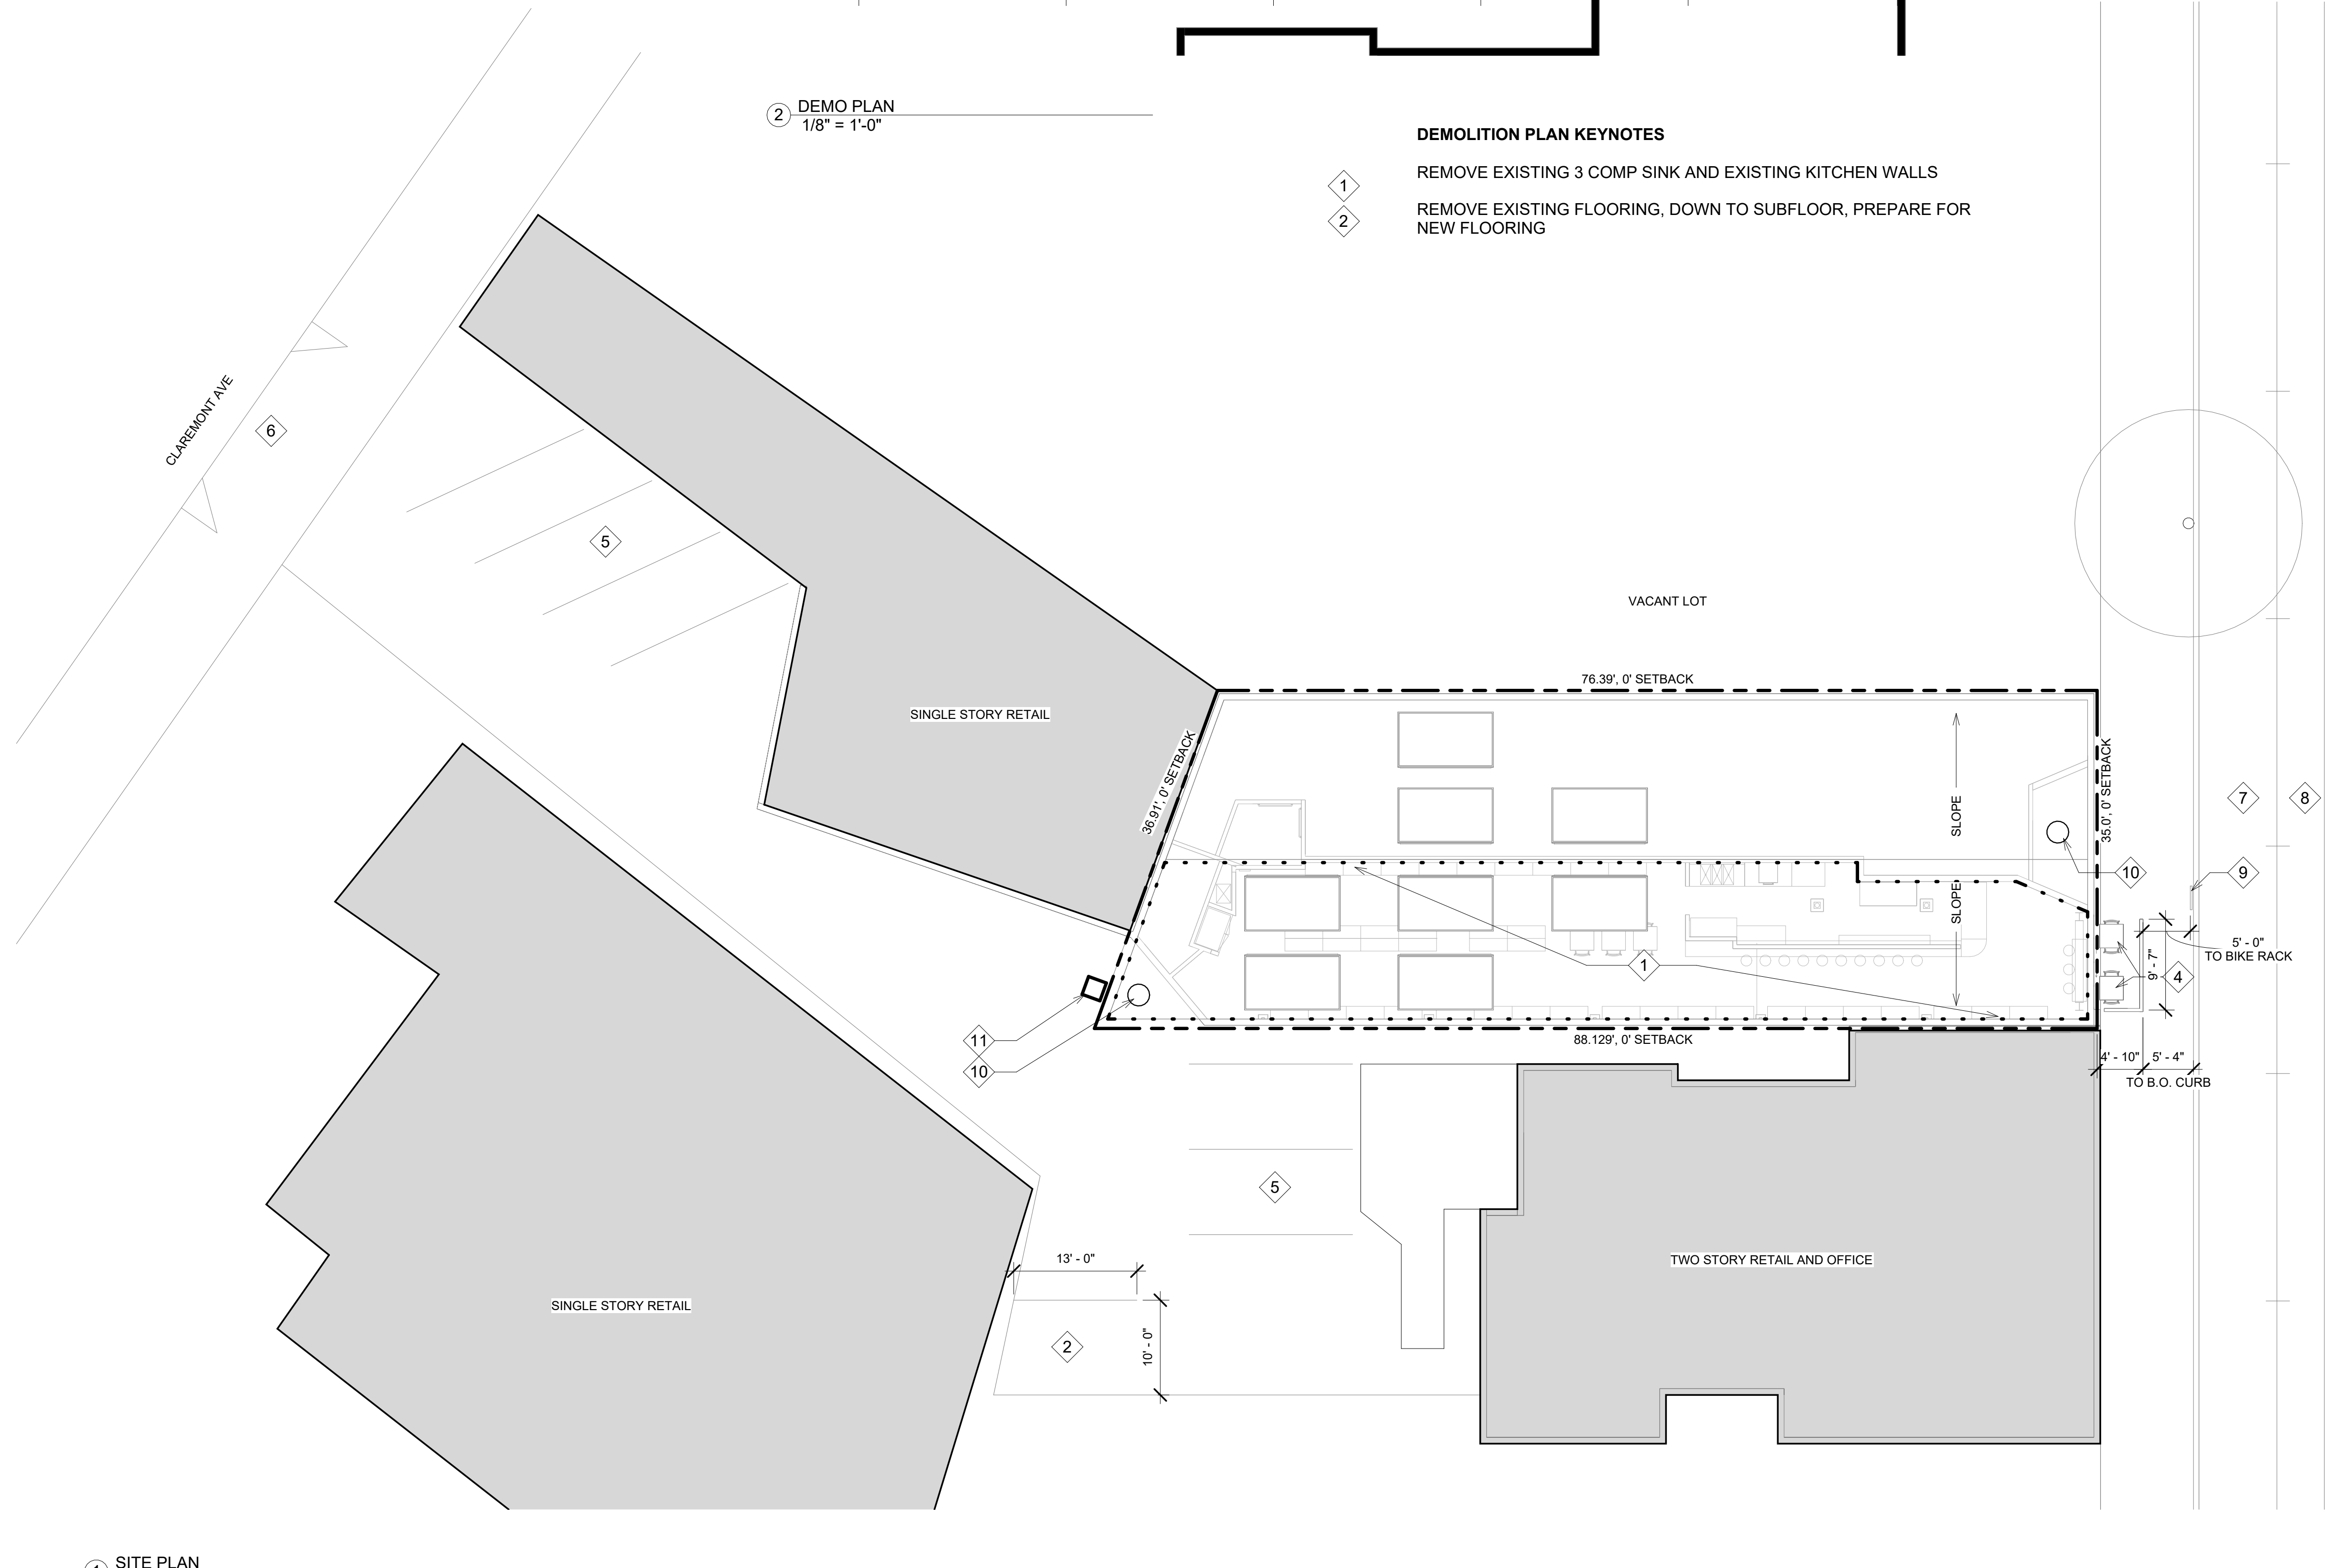 2 DEMO PLAN
1/8" = 1'-0"
DEMOLITION PLAN KEYNOTES
1 REMOVE EXISTING 3 COMP SINK AND EXISTING KITCHEN WALLS
2 REMOVE EXISTING FLOORING, DOWN TO SUBFLOOR, PREPARE FOR
NEW FLOORING
CLAREMONT AVE
6
5
VACANT LOT
76.39', 0' SETBACK
SINGLE STORY RETAIL
36.91', 0' SETBACK
35.0', 0' SETBACK
SLOPE
7
8
10
9
SLOPE
5' - 0"
TO BIKE RACK
9' - 7"
4
1
11
10
88.129', 0' SETBACK
4' - 10"
5' - 4"
TO B.O. CURB
5
13' - 0"
TWO STORY RETAIL AND OFFICE
SINGLE STORY RETAIL
2
10' - 0"
SITE PLAN